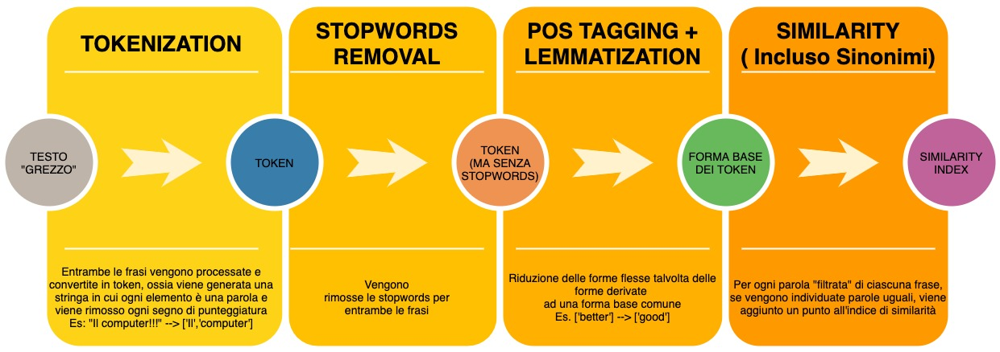 TOKENIZATION
STOPWORDS
REMOVAL
POS TAGGING +
LEMMATIZATION
SIMILARITY
( Incluso Sinonimi)
TESTO
"GREZZO"
TOKEN
TOKEN
(MA SENZA
STOPWORDS)
FORMA BASE
DEI TOKEN
SIMILARITY
INDEX
Entrambe le frasi vengono processate e
convertite in token, ossia viene generata una
stringa in cui ogni elemento è una parola e
viene rimosso ogni segno di punteggiatura
Es: "Il computer!!!" --> ['Il','computer']
Vengono
rimosse le stopwords per
entrambe le frasi
Riduzione delle forme flesse talvolta delle
forme derivate
ad una forma base comune
Es. ['better'] --> ['good']
Per ogni parola "filtrata" di ciascuna frase,
se vengono individuate parole uguali, viene
aggiunto un punto all'indice di similarità